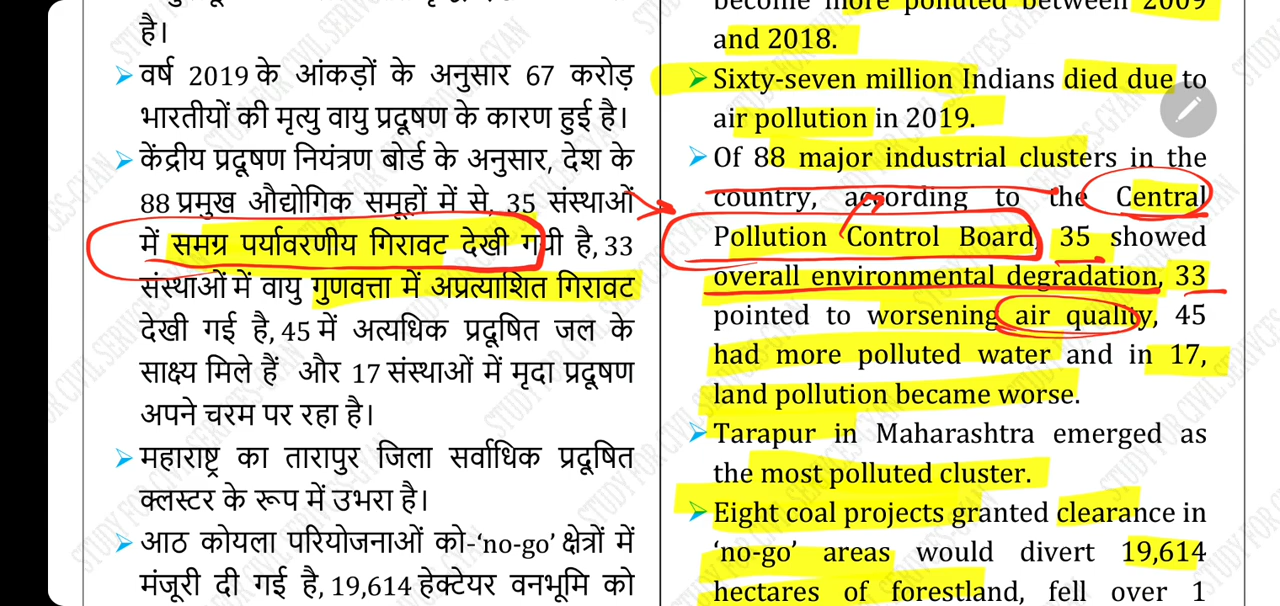 है।
वर्ष 2019 के आंकड़ों के अनुसार 67 करोड़
भारतीयों की मृत्यु वायु प्रदूषण के कारण हुई है।
केंद्रीय प्रदूषण नियंत्रण बोर्ड के अनुसार, देश के
88 प्रमुख औद्योगिक समूहों में से, 35 संस्थाओं
में समग्र पर्यावरणीय गिरावट देखी गयी है, 33
संस्थाओं में वायु गुणवत्ता में अप्रत्याशित गिरावट
देखी गई है, 45 में अत्यधिक प्रदूषित जल के
साक्ष्य मिले हैं और 17 संस्थाओं में मृदा प्रदूषण
अपने चरम पर रहा है।
महाराष्ट्र का तारापुर जिला सर्वाधिक प्रदूषित
क्लस्टर के रूप में उभरा है।
आठ कोयला परियोजनाओं को-‘no-go’ क्षेत्रों में
मंजूरी दी गई है, 19,614 हेक्टेयर वनभूमि को
become more polluted between 2009
and 2018.
Sixty-seven million Indians died due to
air pollution in 2019.
Of 88 major industrial clusters in the
country, according to the Central
Pollution Control Board, 35 showed
overall environmental degradation, 33
pointed to worsening air quality, 45
had more polluted water and in 17,
land pollution became worse.
Tarapur in Maharashtra emerged as
the most polluted cluster.
Eight coal projects granted clearance in
‘no-go’ areas would divert 19,614
hectares of forestland, fell over 1